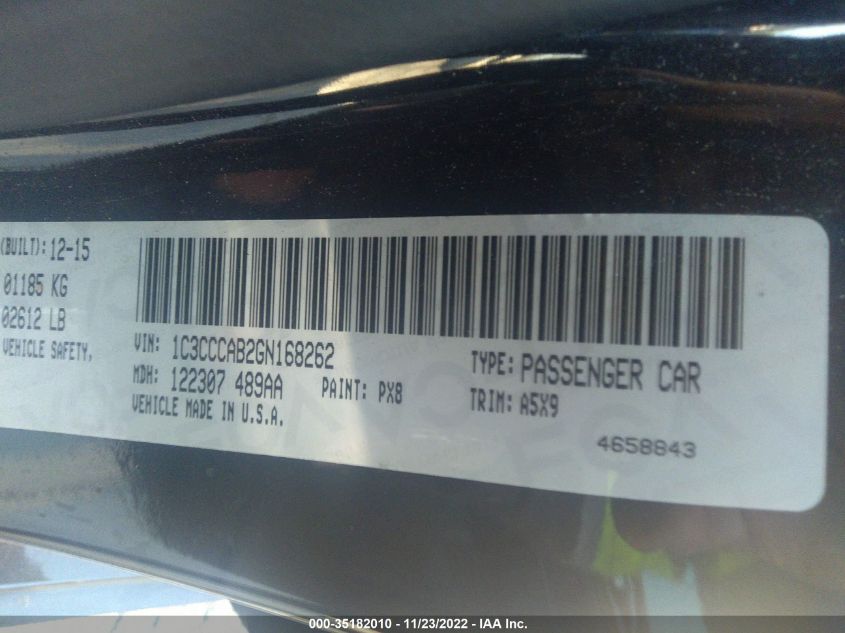 (BUILT): 12-15
01185 KG
02612 LB
VEHICLE SAFETY.
VIN: 1C3CCCAB2GN168262
MDH: 122307 489AA PAINT: PX8
VEHICLE MADE IN U.S.A.
TYPE: PASSENGER CAR
TRIM: A5X9
4658843
000-35182010 - 11/23/2022 - IAA Inc.